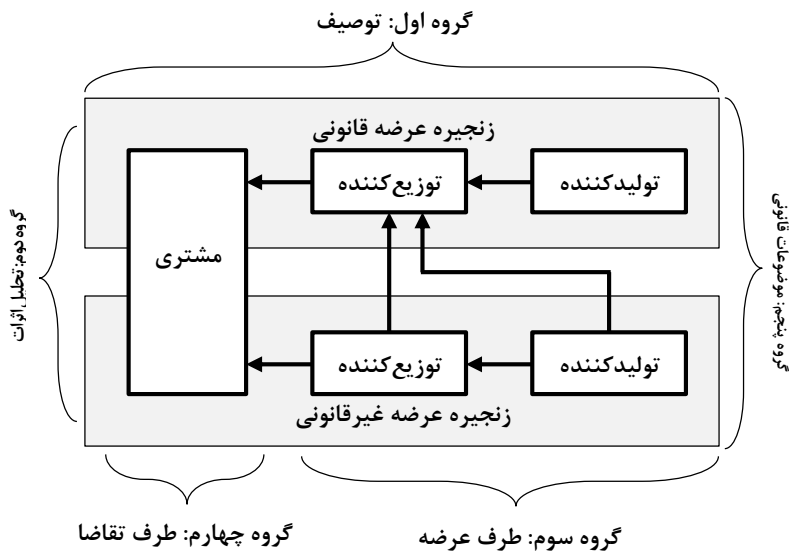 گروه اول: توصیف
زنجیره عرضه قانونی
تولیدکننده
توزیع‌کننده
مشتری
گروه پنجم: موضوعات قانونی
گروه دوم: تحلیل اثرات
تولیدکننده
توزیع‌کننده
زنجیره عرضه غیرقانونی
گروه سوم: طرف عرضه
گروه چهارم: طرف تقاضا